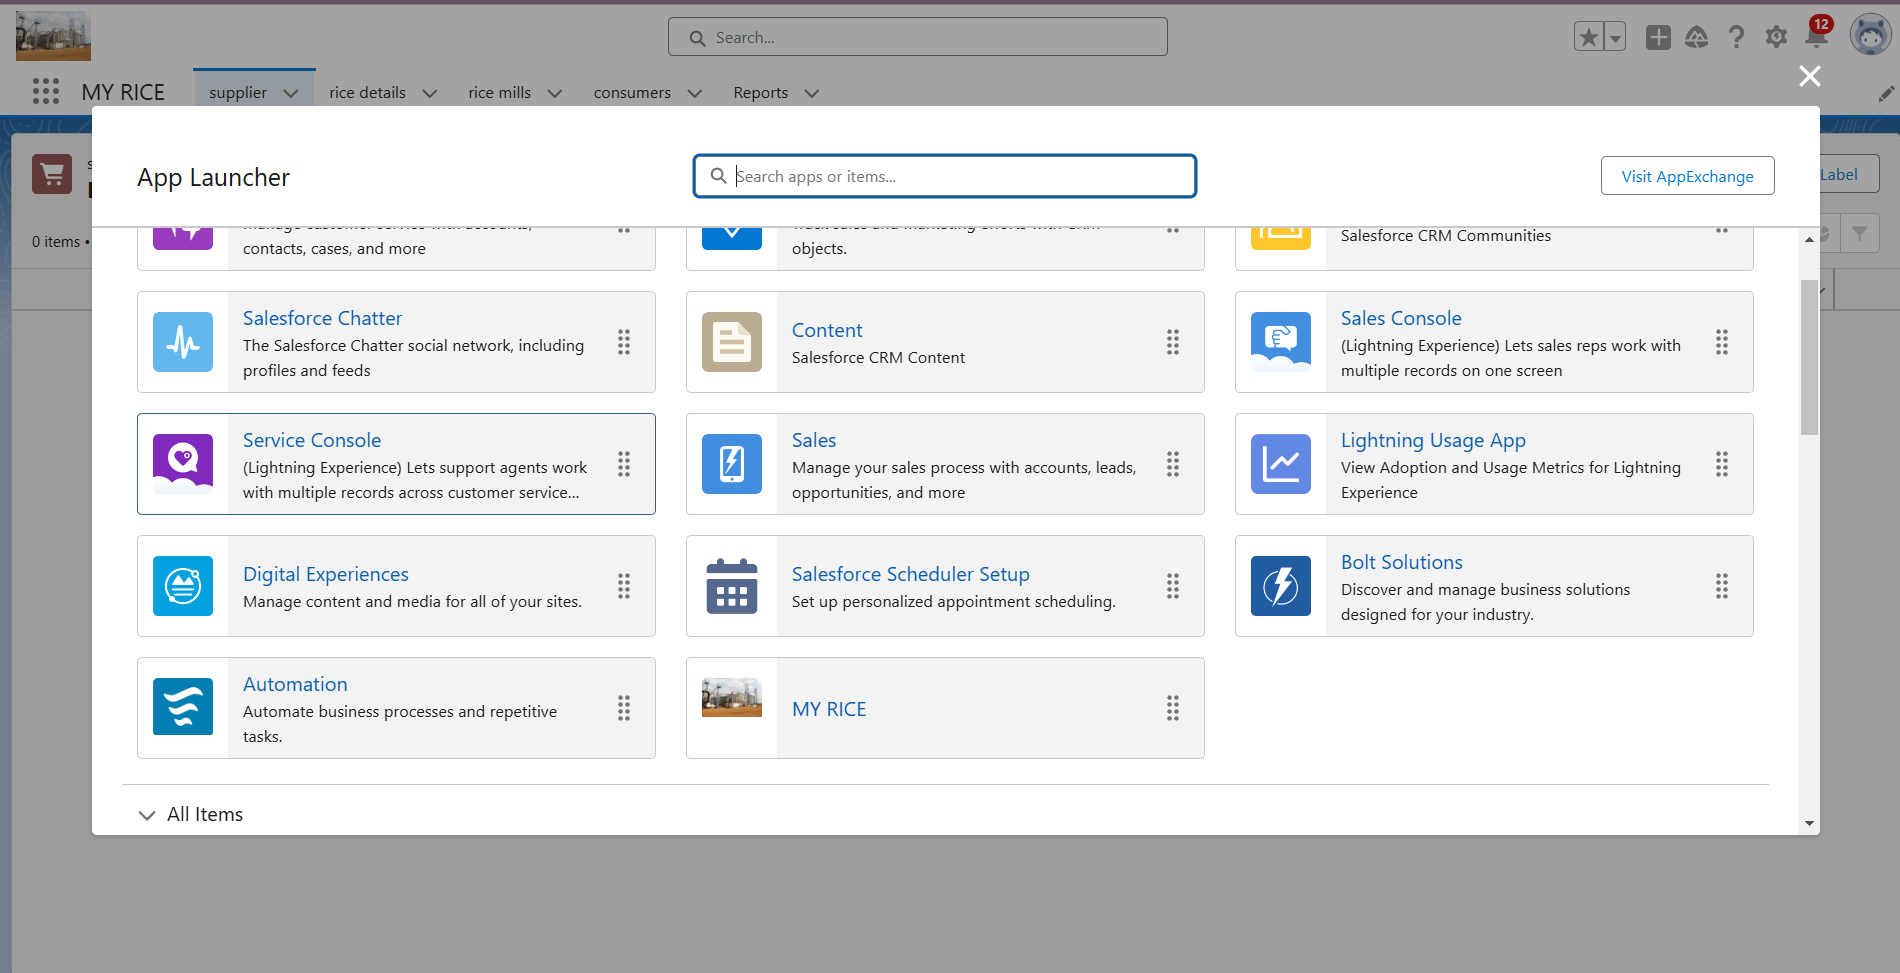 Search...
12
MY RICE
supplier
rice details
rice mills
consumers
Reports
App Launcher
Search apps or items...
Visit AppExchange
Label
0 items •
contacts, cases, and more
objects.
Salesforce CRM Communities
Salesforce Chatter
The Salesforce Chatter social network, including
profiles and feeds
Content
Salesforce CRM Content
Sales Console
(Lightning Experience) Lets sales reps work with
multiple records on one screen
Service Console
(Lightning Experience) Lets support agents work
with multiple records across customer service...
Sales
Manage your sales process with accounts, leads,
opportunities, and more
Lightning Usage App
View Adoption and Usage Metrics for Lightning
Experience
Digital Experiences
Manage content and media for all of your sites.
Salesforce Scheduler Setup
Set up personalized appointment scheduling.
Bolt Solutions
Discover and manage business solutions
designed for your industry.
Automation
Automate business processes and repetitive
tasks.
MY RICE
All Items